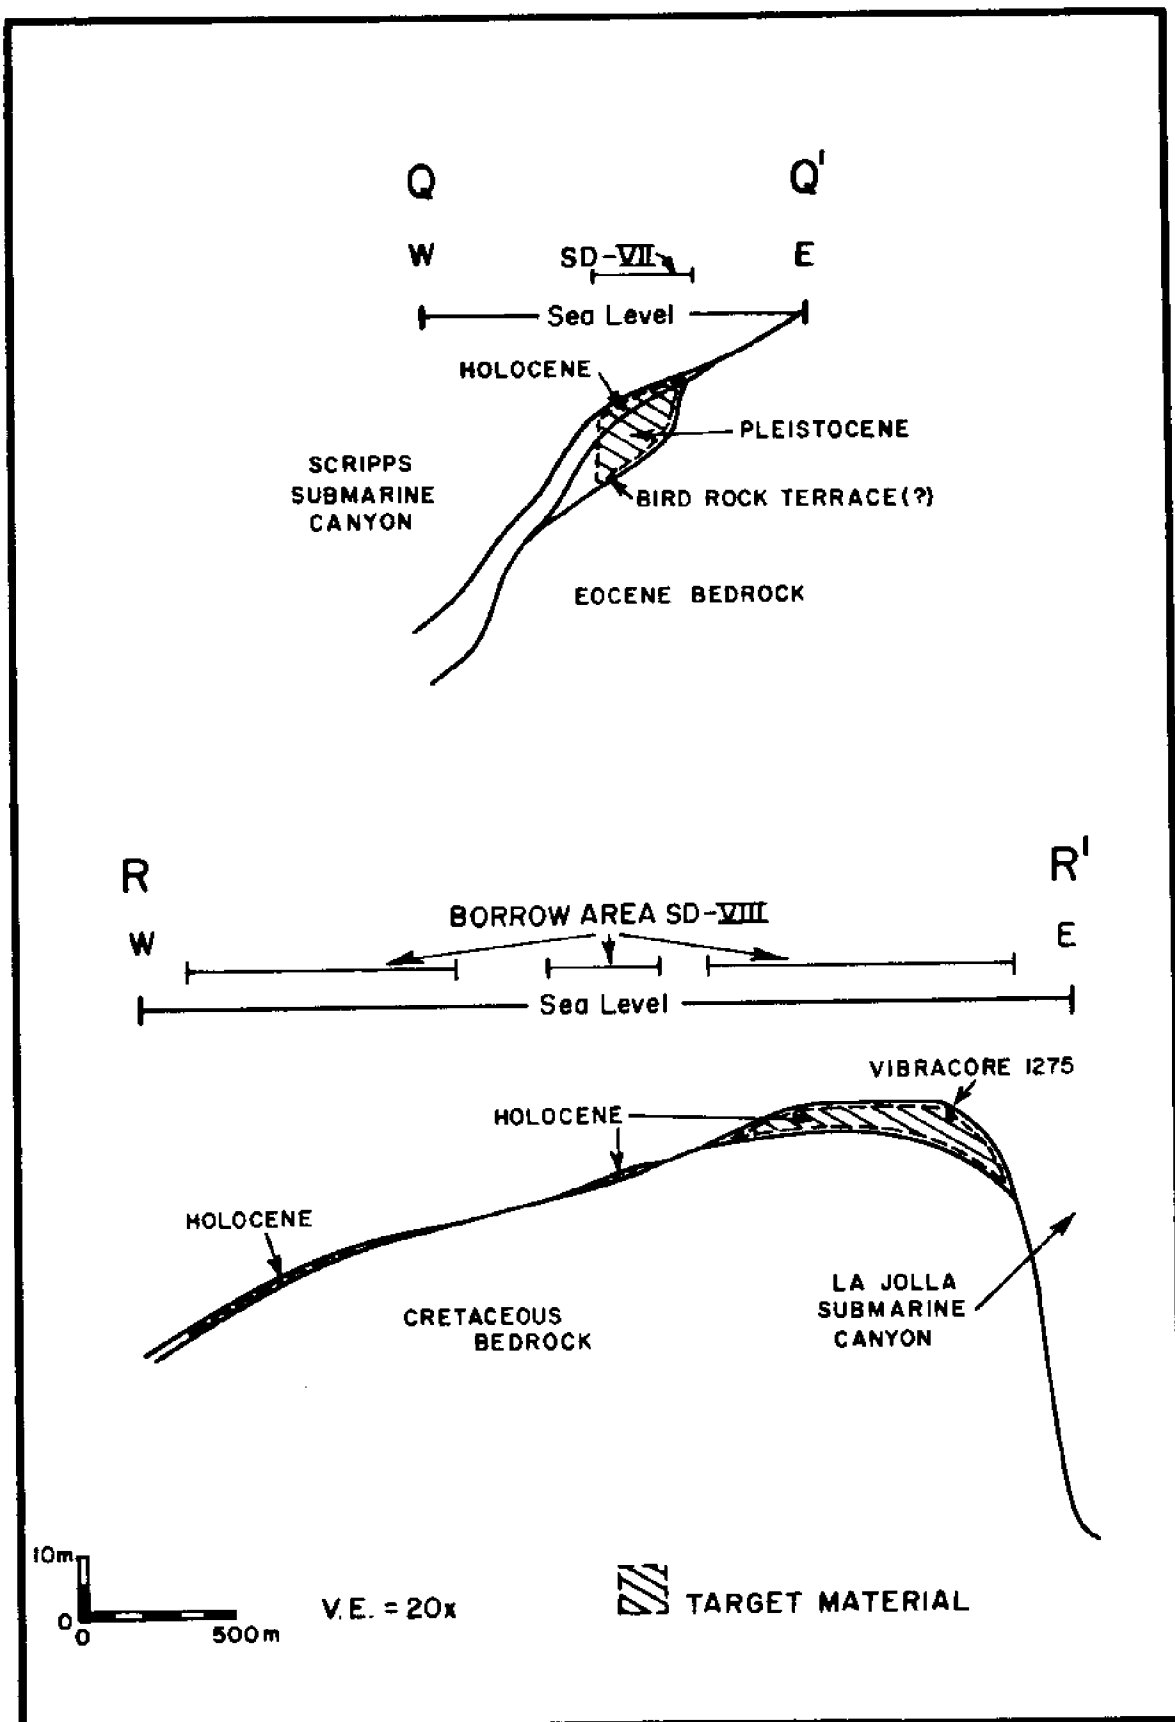 Q Q'
W SD-VII E
Sea Level
HOLOCENE
PLEISTOCENE
SCRIPPS
SUBMARINE
CANYON
BIRD ROCK TERRACE(?)
EOCENE BEDROCK
R R'
BORROW AREA SD-VIII
W E
Sea Level
VIBRACORE 1275
HOLOCENE
HOLOCENE
LA JOLLA
SUBMARINE
CANYON
CRETACEOUS
BEDROCK
10m
0
0 500m
V.E. = 20x
TARGET MATERIAL